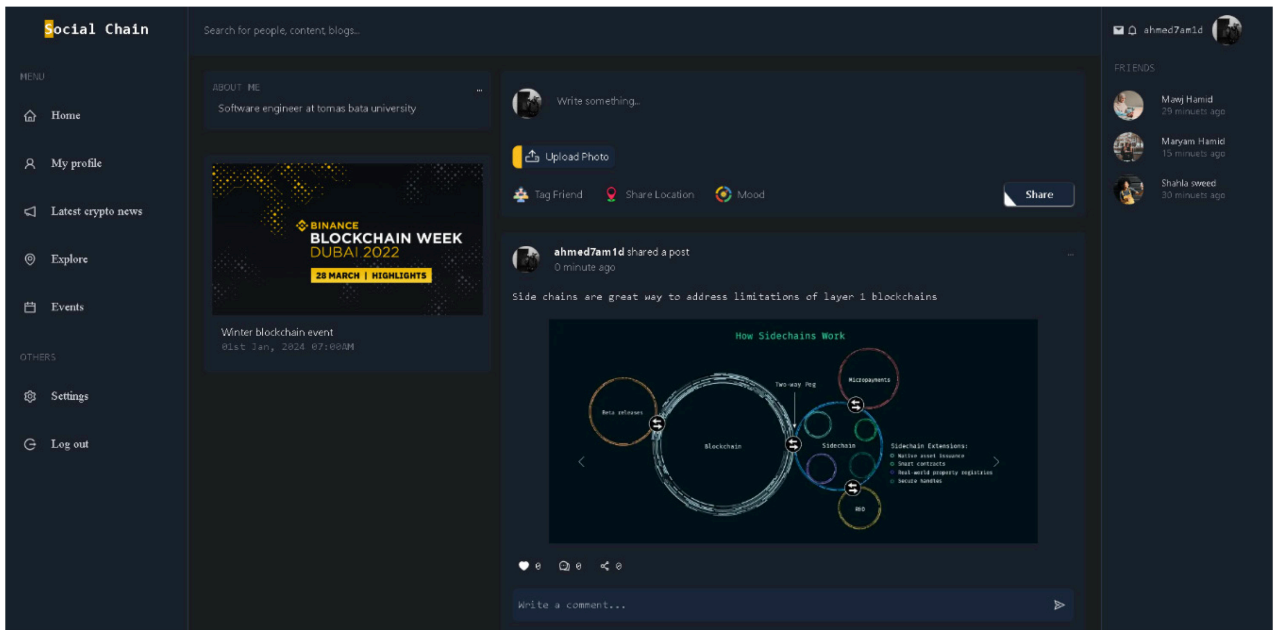 Social Chain
MENU
Home
My profile
Latest crypto news
Explore
Events
OTHERS
Settings
Log out
Search for people, content, blogs...
ABOUT ME
...
Software engineer at tomas bata university
BINANCE
BLOCKCHAIN WEEK
DUBAI 2022
28 MARCH | HIGHLIGHTS
Winter blockchain event
01st Jan, 2024 07:00AM
Write something...
Upload Photo
Tag Friend
Share Location
Mood
Share
ahmed7am1d shared a post
...
0 minute ago
Side chains are great way to address limitations of layer 1 blockchains
How Sidechains Work
Two-way Peg
Micropayments
Beta releases
Blockchain
Sidechain
Sidechain Extensions:
Native asset issuance
Smart contracts
Real-world property registries
Secure handles
0
0
0
Write a comment...
ahmed7am1d
FRIENDS
Mawj Hamid
29 minuets ago
Maryam Hamid
15 minuets ago
Shahla sweed
30 minuets ago